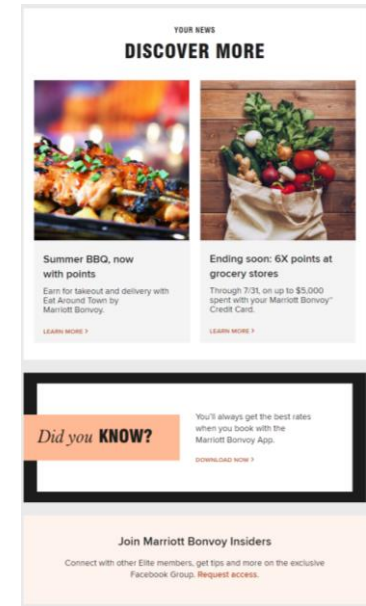 YOUR NEWS
DISCOVER MORE
Summer BBQ, now
with points
Earn for takeout and delivery with
Eat Around Town by
Marriott Bonvoy.
LEARN MORE >
Ending soon: 6X points at
grocery stores
Through 7/31, on up to $5,000
spent with your Marriott Bonvoy™
Credit Card.
LEARN MORE >
Did you KNOW?
You'll always get the best rates
when you book with the
Marriott Bonvoy App.
DOWNLOAD NOW >
Join Marriott Bonvoy Insiders
Connect with other Elite members, get tips and more on the exclusive
Facebook Group. Request access.